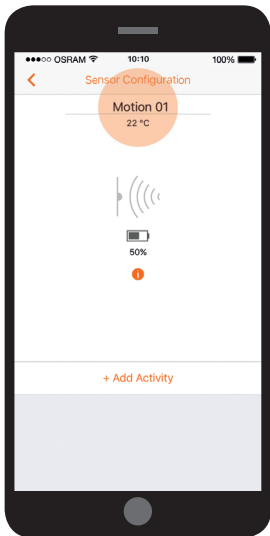 ●●●○○ OSRAM 10:10 100%
Sensor Configuration
Motion 01
22 °C
50%
i
+ Add Activity